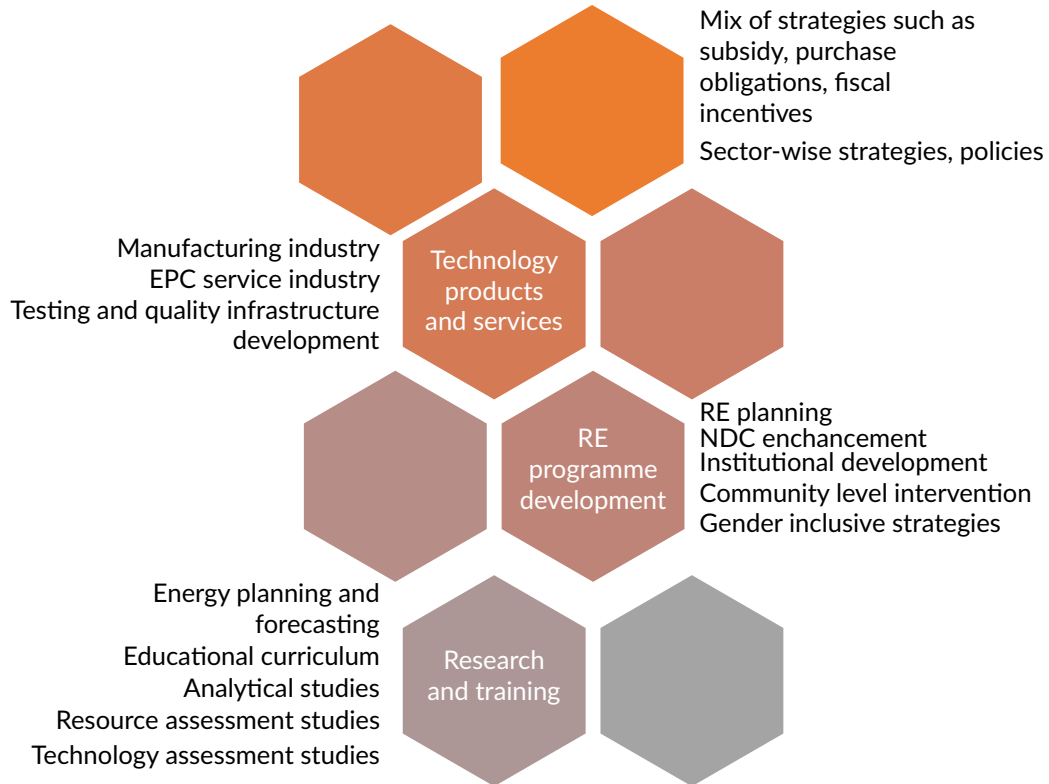 Mix of strategies such as
subsidy, purchase
obligations, fiscal
incentives
Sector-wise strategies, policies
Manufacturing industry
EPC service industry
Testing and quality infrastructure
development
Technology
products
and services
RE
programme
development
RE planning
NDC enchancement
Institutional development
Community level intervention
Gender inclusive strategies
Energy planning and
forecasting
Educational curriculum
Analytical studies
Resource assessment studies
Technology assessment studies
Research
and training